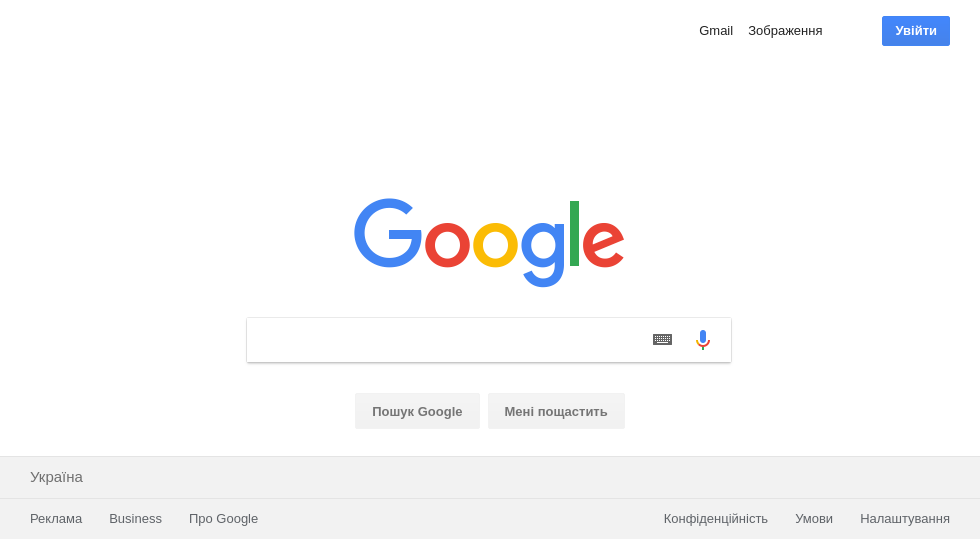 Gmail Зображення Увійти
Google
Пошук Google Мені пощастить
Україна
Реклама Business Про Google Конфіденційність Умови Налаштування